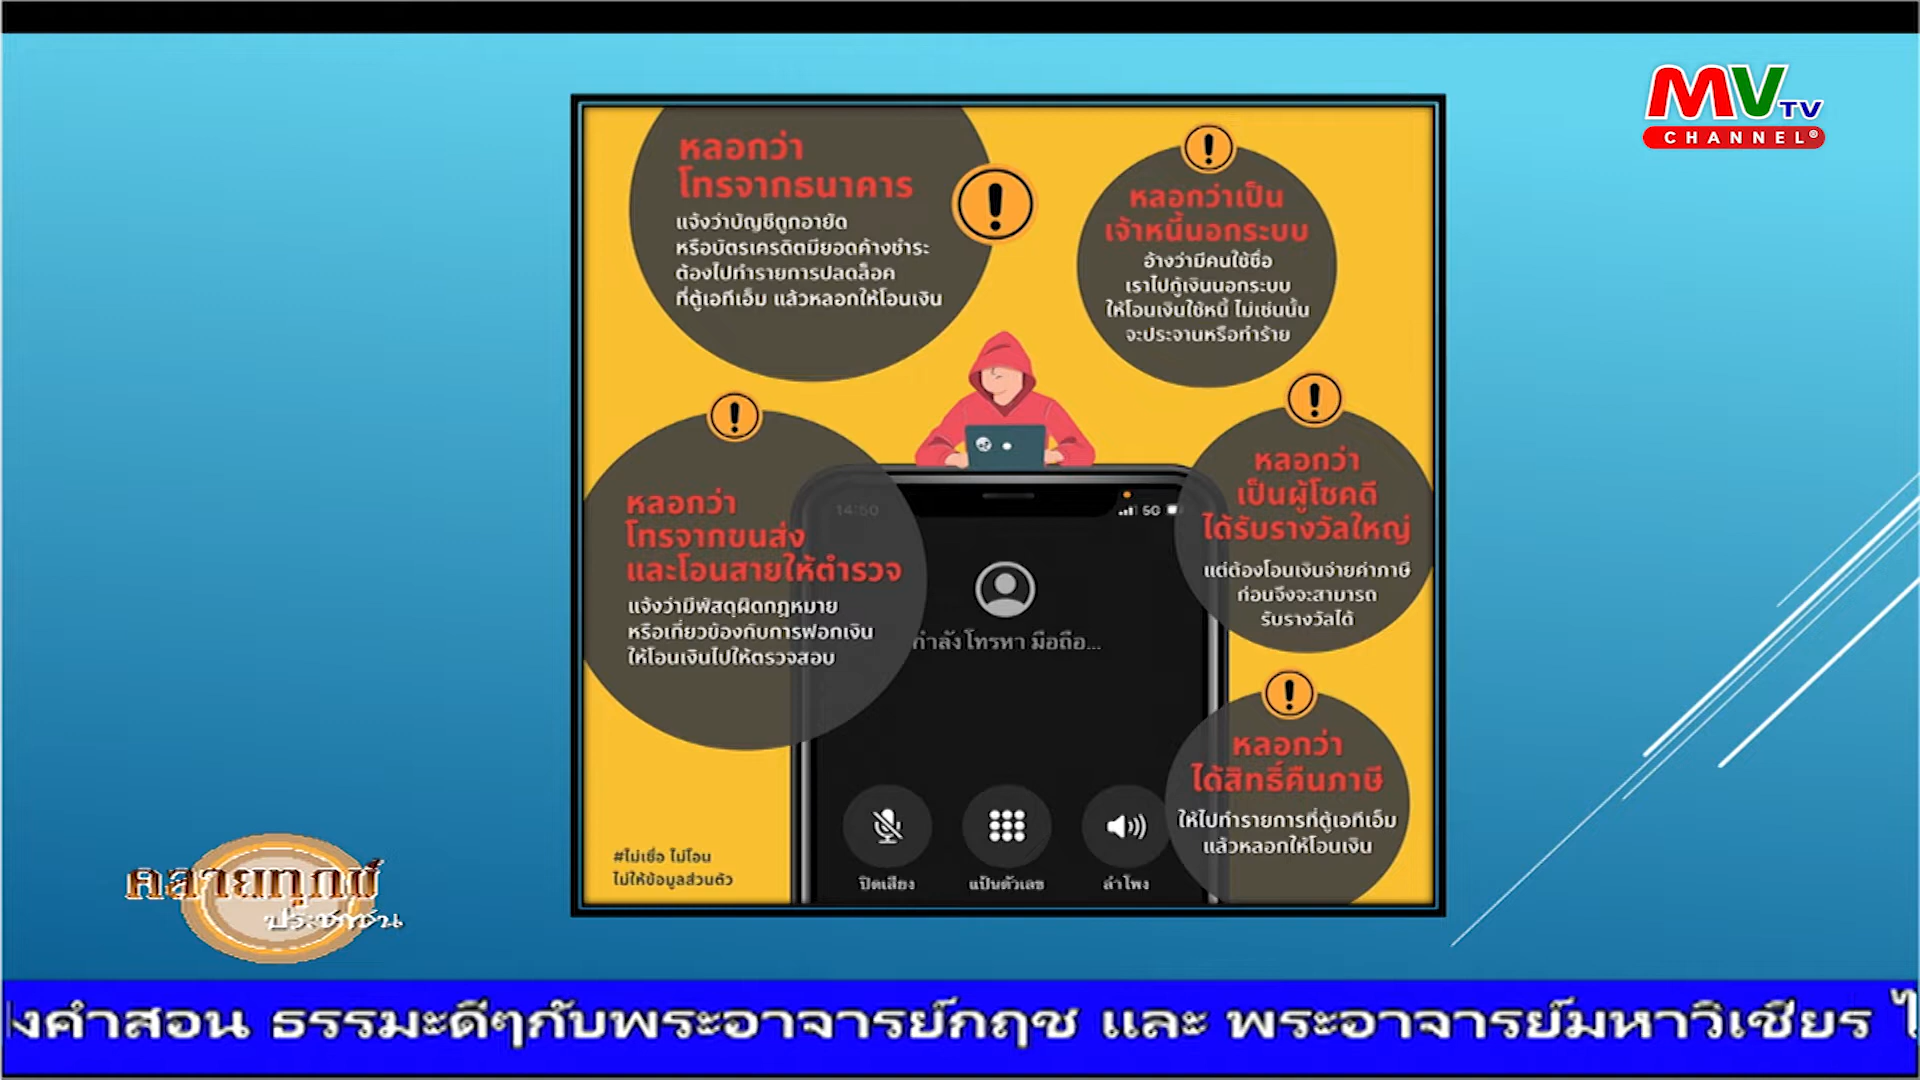 MVTV
CHANNEL®
หลอกว่า
โทรจากธนาคาร
แจ้งว่าบัญชีถูกอายัด
หรือบัตรเครดิตมียอดค้างชำระ
ต้องไปทำรายการปลดล็อค
ที่ตู้เอทีเอ็ม แล้วหลอกให้โอนเงิน
หลอกว่าเป็น
เจ้าหนี้นอกระบบ
อ้างว่ามีคนใช้ชื่อ
เราไปกู้เงินนอกระบบ
ให้โอนเงินใช้หนี้ ไม่เช่นนั้น
จะประจานหรือทำร้าย
หลอกว่า
โทรจากขนส่ง
และโอนสายให้ตำรวจ
แจ้งว่ามีพัสดุผิดกฎหมาย
หรือเกี่ยวข้องกับการฟอกเงิน
ให้โอนเงินไปให้ตรวจสอบ
หลอกว่า
เป็นผู้โชคดี
ได้รับรางวัลใหญ่
แต่ต้องโอนเงินจ่ายค่าภาษี
ก่อนจึงจะสามารถ
รับรางวัลได้
14:50
5G
กำลังโทรหา มือถือ...
หลอกว่า
ได้สิทธิ์คืนภาษี
ให้ไปทำรายการที่ตู้เอทีเอ็ม
แล้วหลอกให้โอนเงิน
ปิดเสียง
แป้นตัวเลข
ลำโพง
#ไม่เชื่อ ไม่โอน
ไม่ให้ข้อมูลส่วนตัว
คลายทุกข์
ประชาชน
งคำสอน ธรรมะดีๆกับพระอาจารย์กฤช และ พระอาจารย์มหาวิเชียร ไ